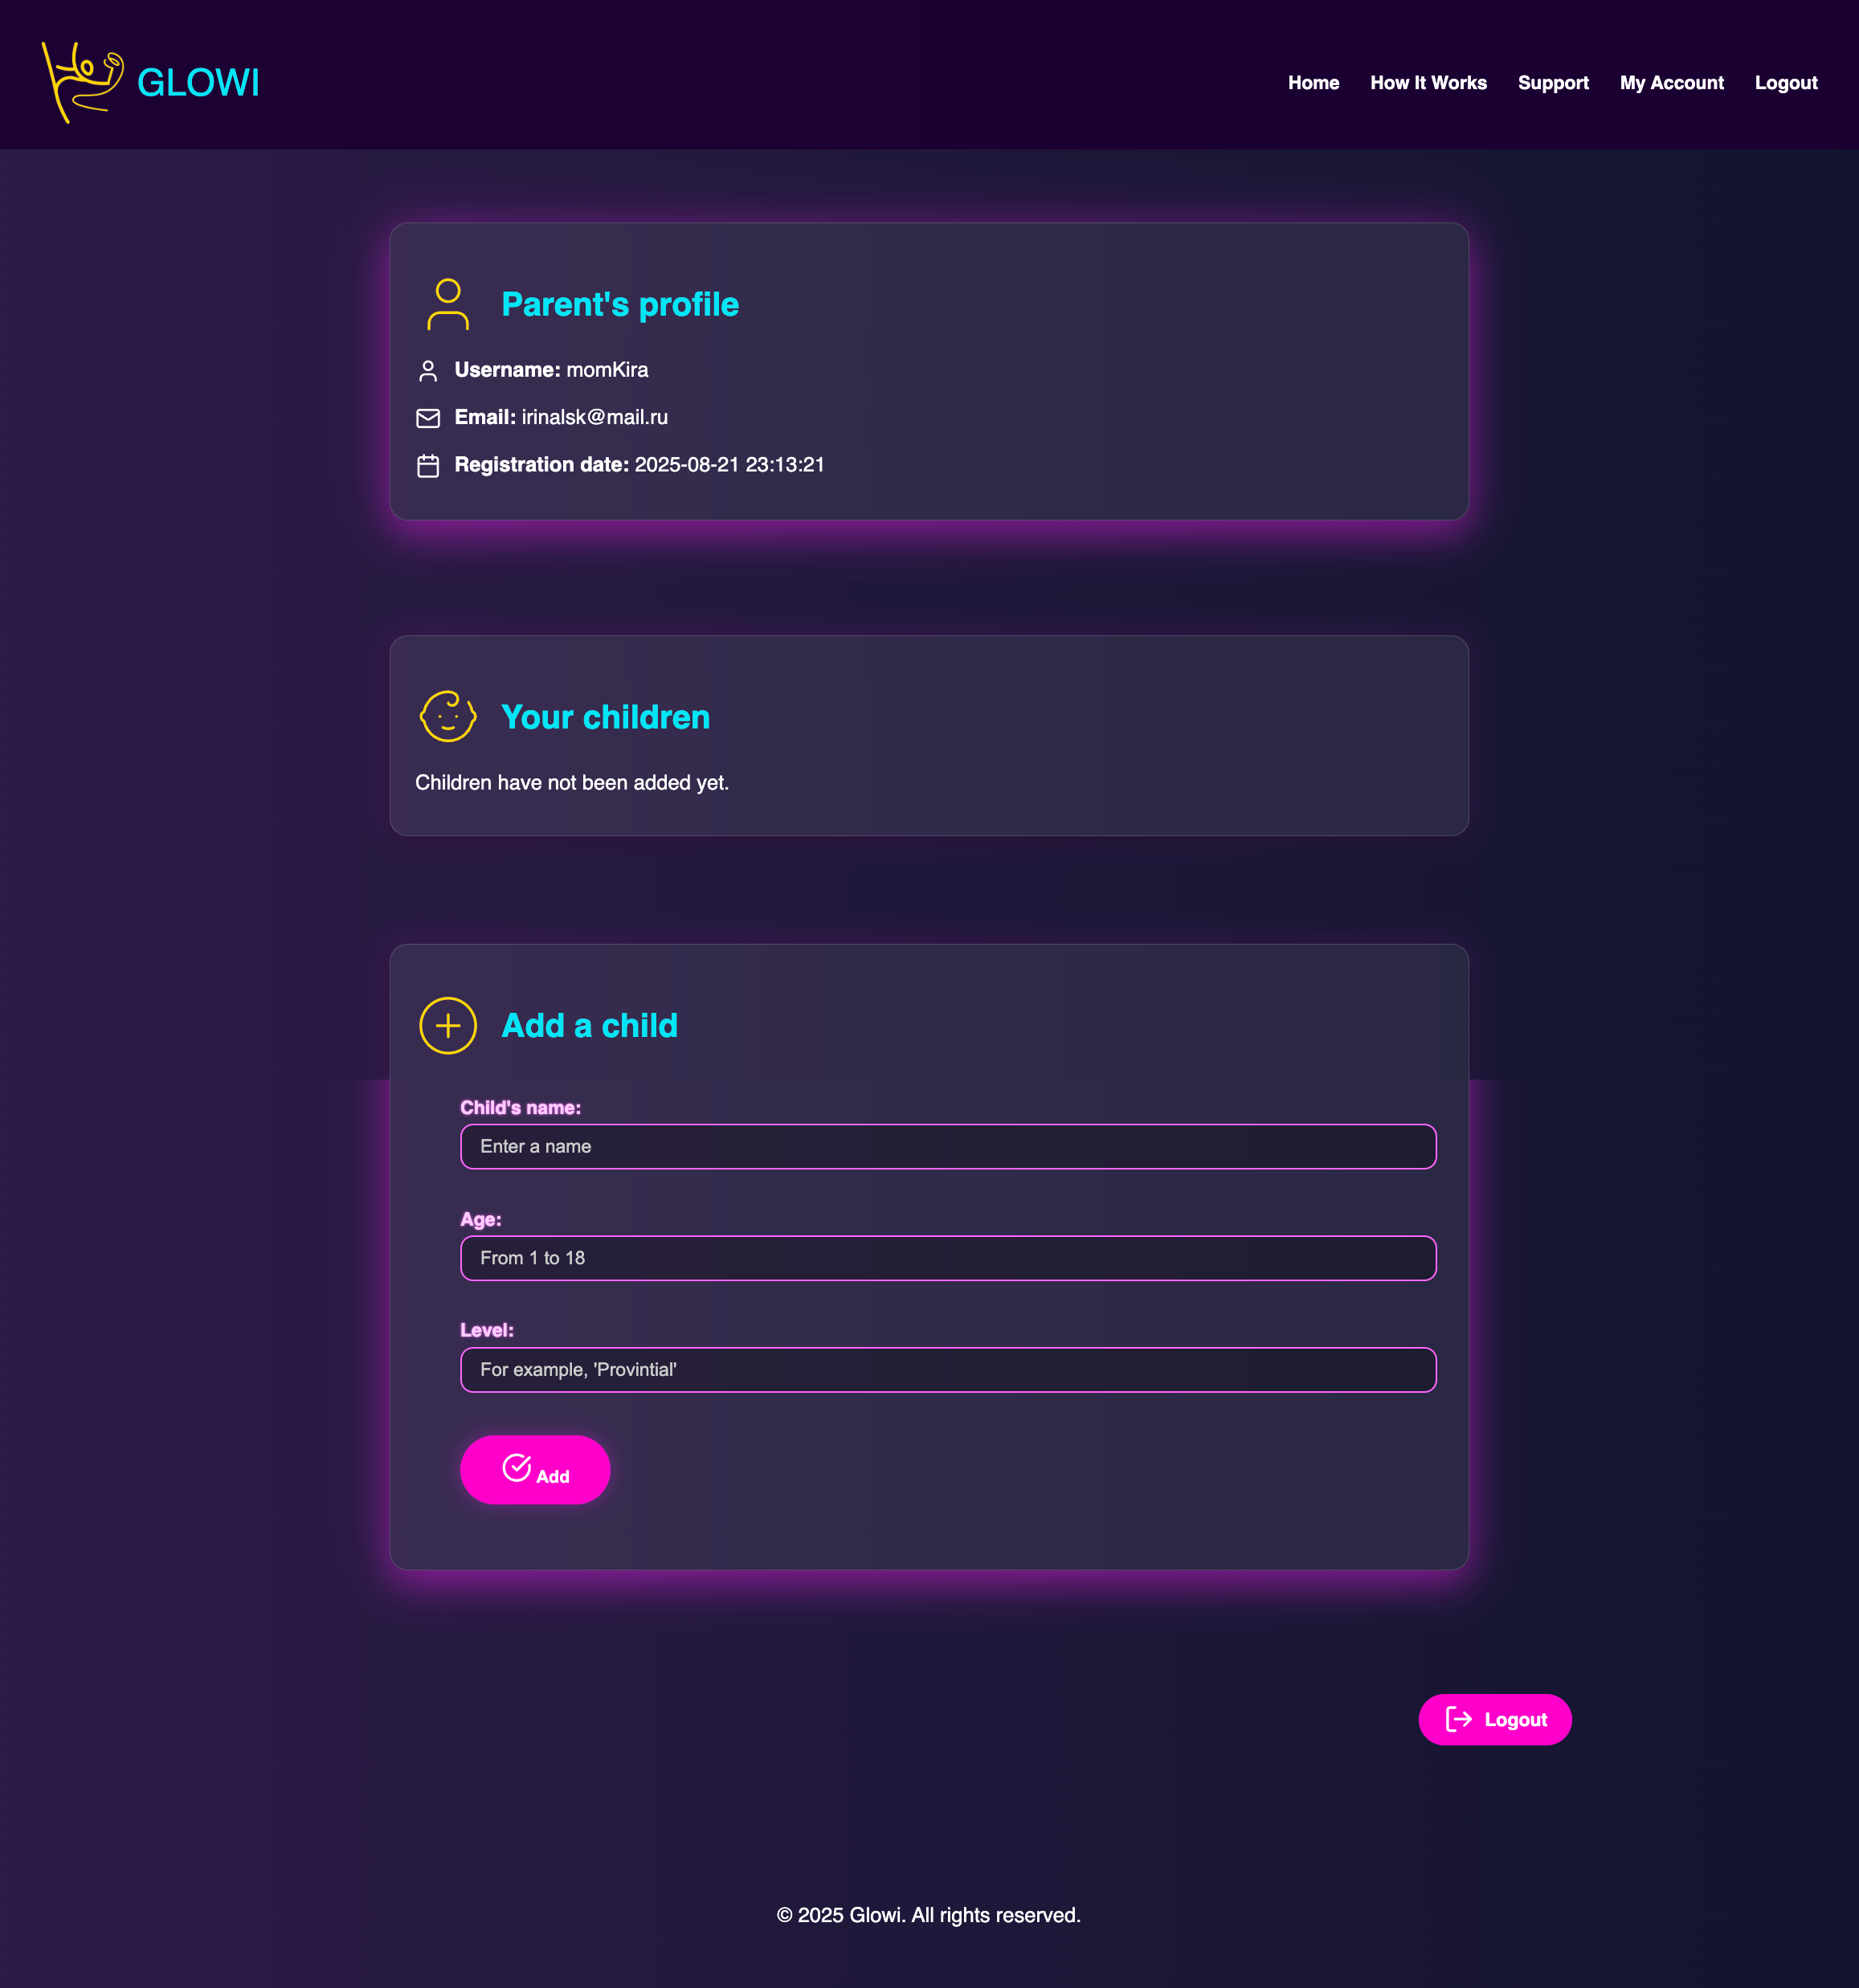 GLOWI
Home How It Works Support My Account Logout
Parent's profile
Username: momKira
Email: irinalsk@mail.ru
Registration date: 2025-08-21 23:13:21
Your children
Children have not been added yet.
Add a child
Child's name:
Enter a name
Age:
From 1 to 18
Level:
For example, 'Provintial'
Add
Logout
© 2025 Glowi. All rights reserved.